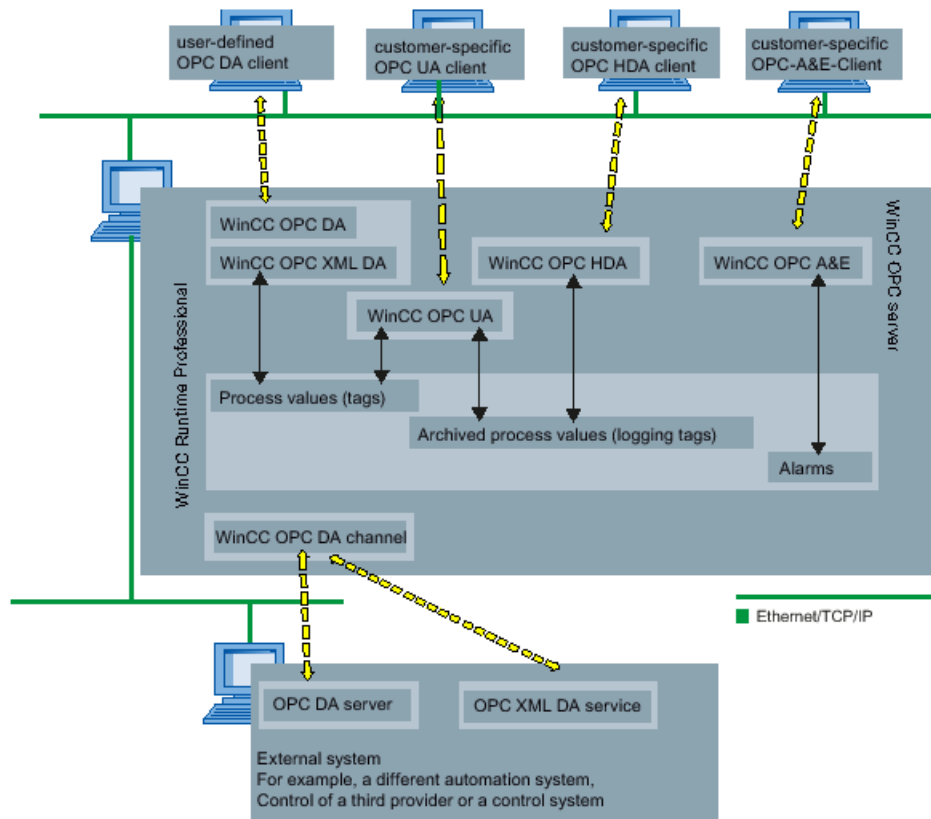 user-defined
OPC DA client
customer-specific
OPC UA client
customer-specific
OPC HDA client
customer-specific
OPC-A&E-Client
WinCC OPC DA
WinCC OPC XML DA
WinCC OPC HDA
WinCC OPC A&E
WinCC OPC server
WinCC OPC UA
WinCC Runtime Professional
Process values (tags)
Archived process values (logging tags)
Alarms
WinCC OPC DA channel
Ethernet/TCP/IP
OPC DA server
OPC XML DA service
External system
For example, a different automation system,
Control of a third provider or a control system